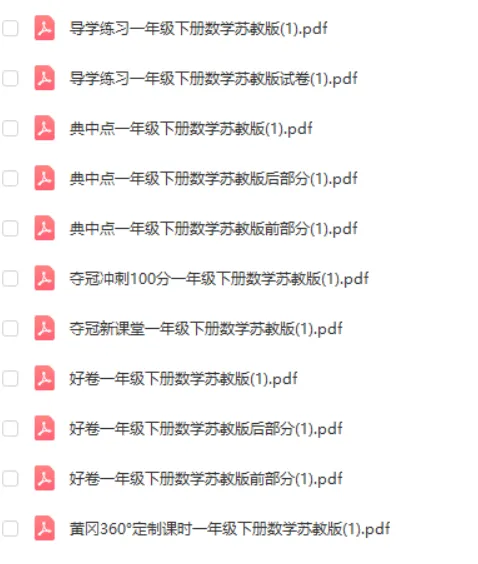 导学练习一年级下册数学苏教版(1).pdf
导学练习一年级下册数学苏教版试卷(1).pdf
典中点一年级下册数学苏教版(1).pdf
典中点一年级下册数学苏教版后部分(1).pdf
典中点一年级下册数学苏教版前部分(1).pdf
夺冠冲刺100分一年级下册数学苏教版(1).pdf
夺冠新课堂一年级下册数学苏教版(1).pdf
好卷一年级下册数学苏教版(1).pdf
好卷一年级下册数学苏教版后部分(1).pdf
好卷一年级下册数学苏教版前部分(1).pdf
黄冈360°定制课时一年级下册数学苏教版(1).pdf